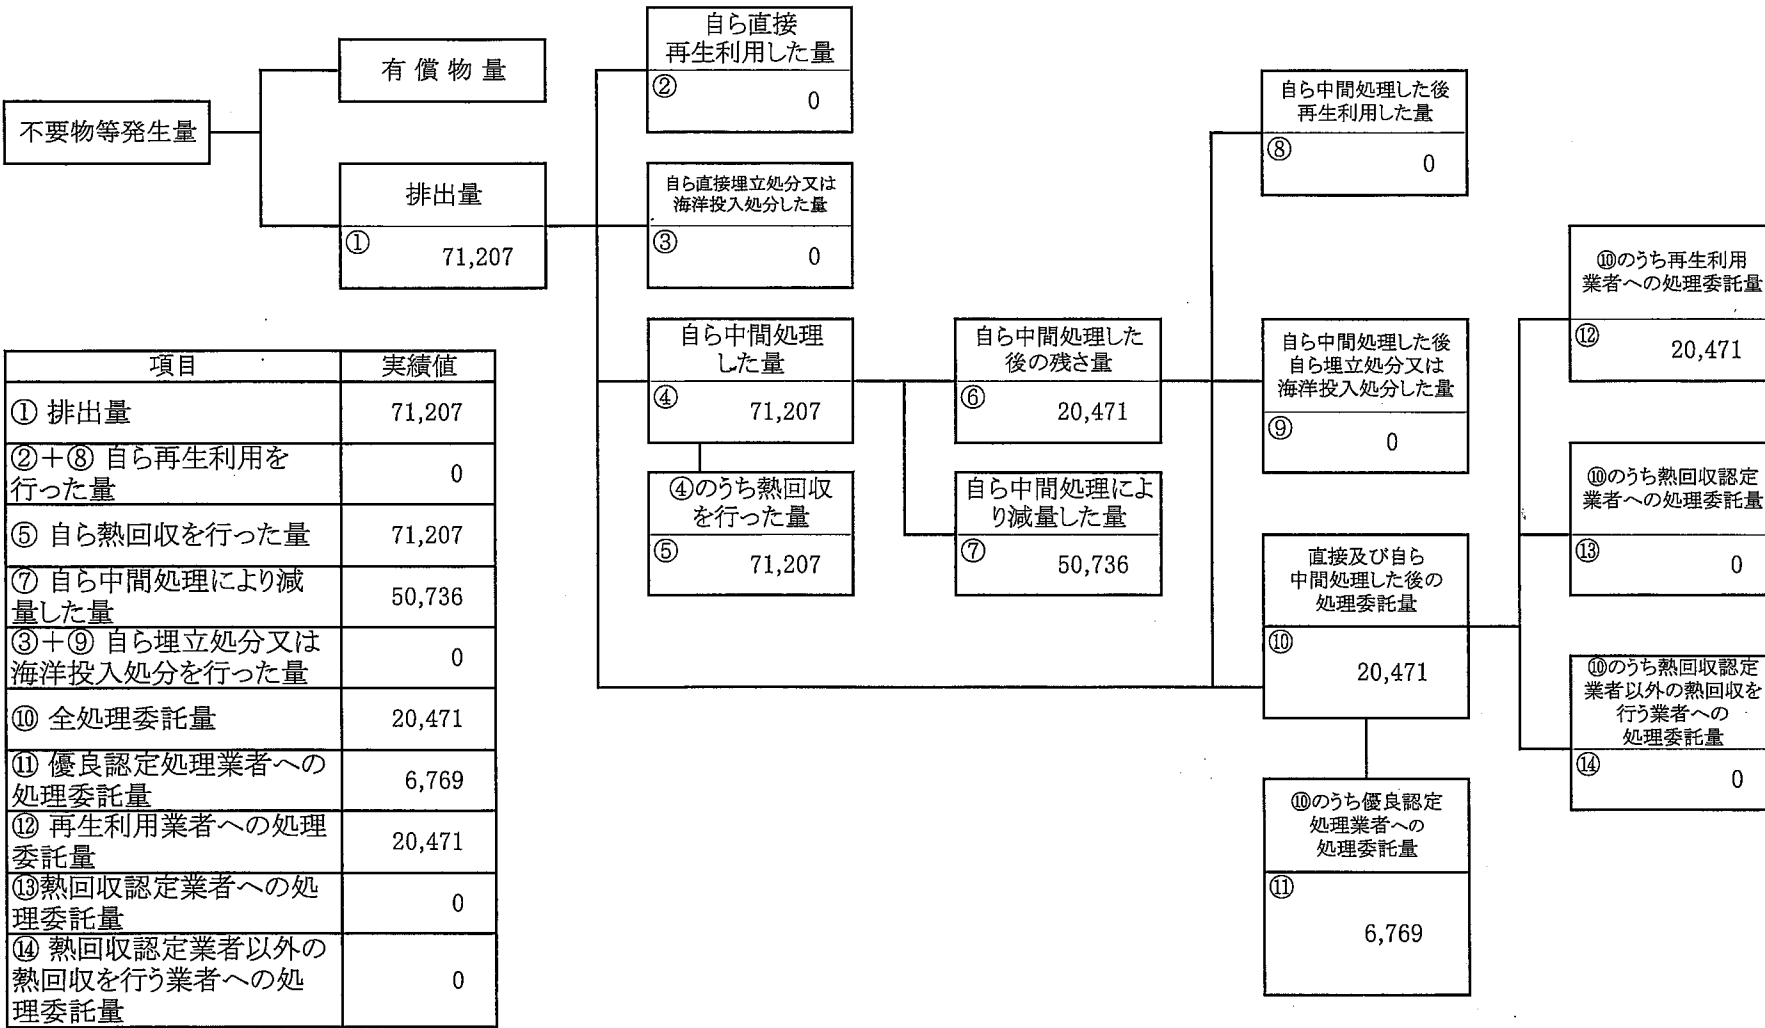 不要物等発生量
有償物量
排出量
① 71,207
自ら直接
再生利用した量
② 0
自ら直接埋立処分又は
海洋投入処分した量
③ 0
自ら中間処理
した量
④ 71,207
④のうち熱回収
を行った量
⑤ 71,207
自ら中間処理した
後の残さ量
⑥ 20,471
自ら中間処理によ
り減量した量
⑦ 50,736
自ら中間処理した後
再生利用した量
⑧ 0
自ら中間処理した後
自ら埋立処分又は
海洋投入処分した量
⑨ 0
直接及び自ら
中間処理した後の
処理委託量
⑩ 20,471
⑩のうち優良認定
処理業者への
処理委託量
⑪ 6,769
⑩のうち再生利用
業者への処理委託量
⑫ 20,471
⑩のうち熱回収認定
業者への処理委託量
⑬ 0
⑩のうち熱回収認定
業者以外の熱回収を
行う業者への
処理委託量
⑭ 0
項目 実績値
① 排出量 71,207
②+⑧ 自ら再生利用を
行った量 0
⑤ 自ら熱回収を行った量 71,207
⑦ 自ら中間処理により減
量した量 50,736
③+⑨ 自ら埋立処分又は
海洋投入処分を行った量 0
⑩ 全処理委託量 20,471
⑪ 優良認定処理業者への
処理委託量 6,769
⑫ 再生利用業者への処理
委託量 20,471
⑬熱回収認定業者への処
理委託量 0
⑭ 熱回収認定業者以外の
熱回収を行う業者への処
理委託量 0